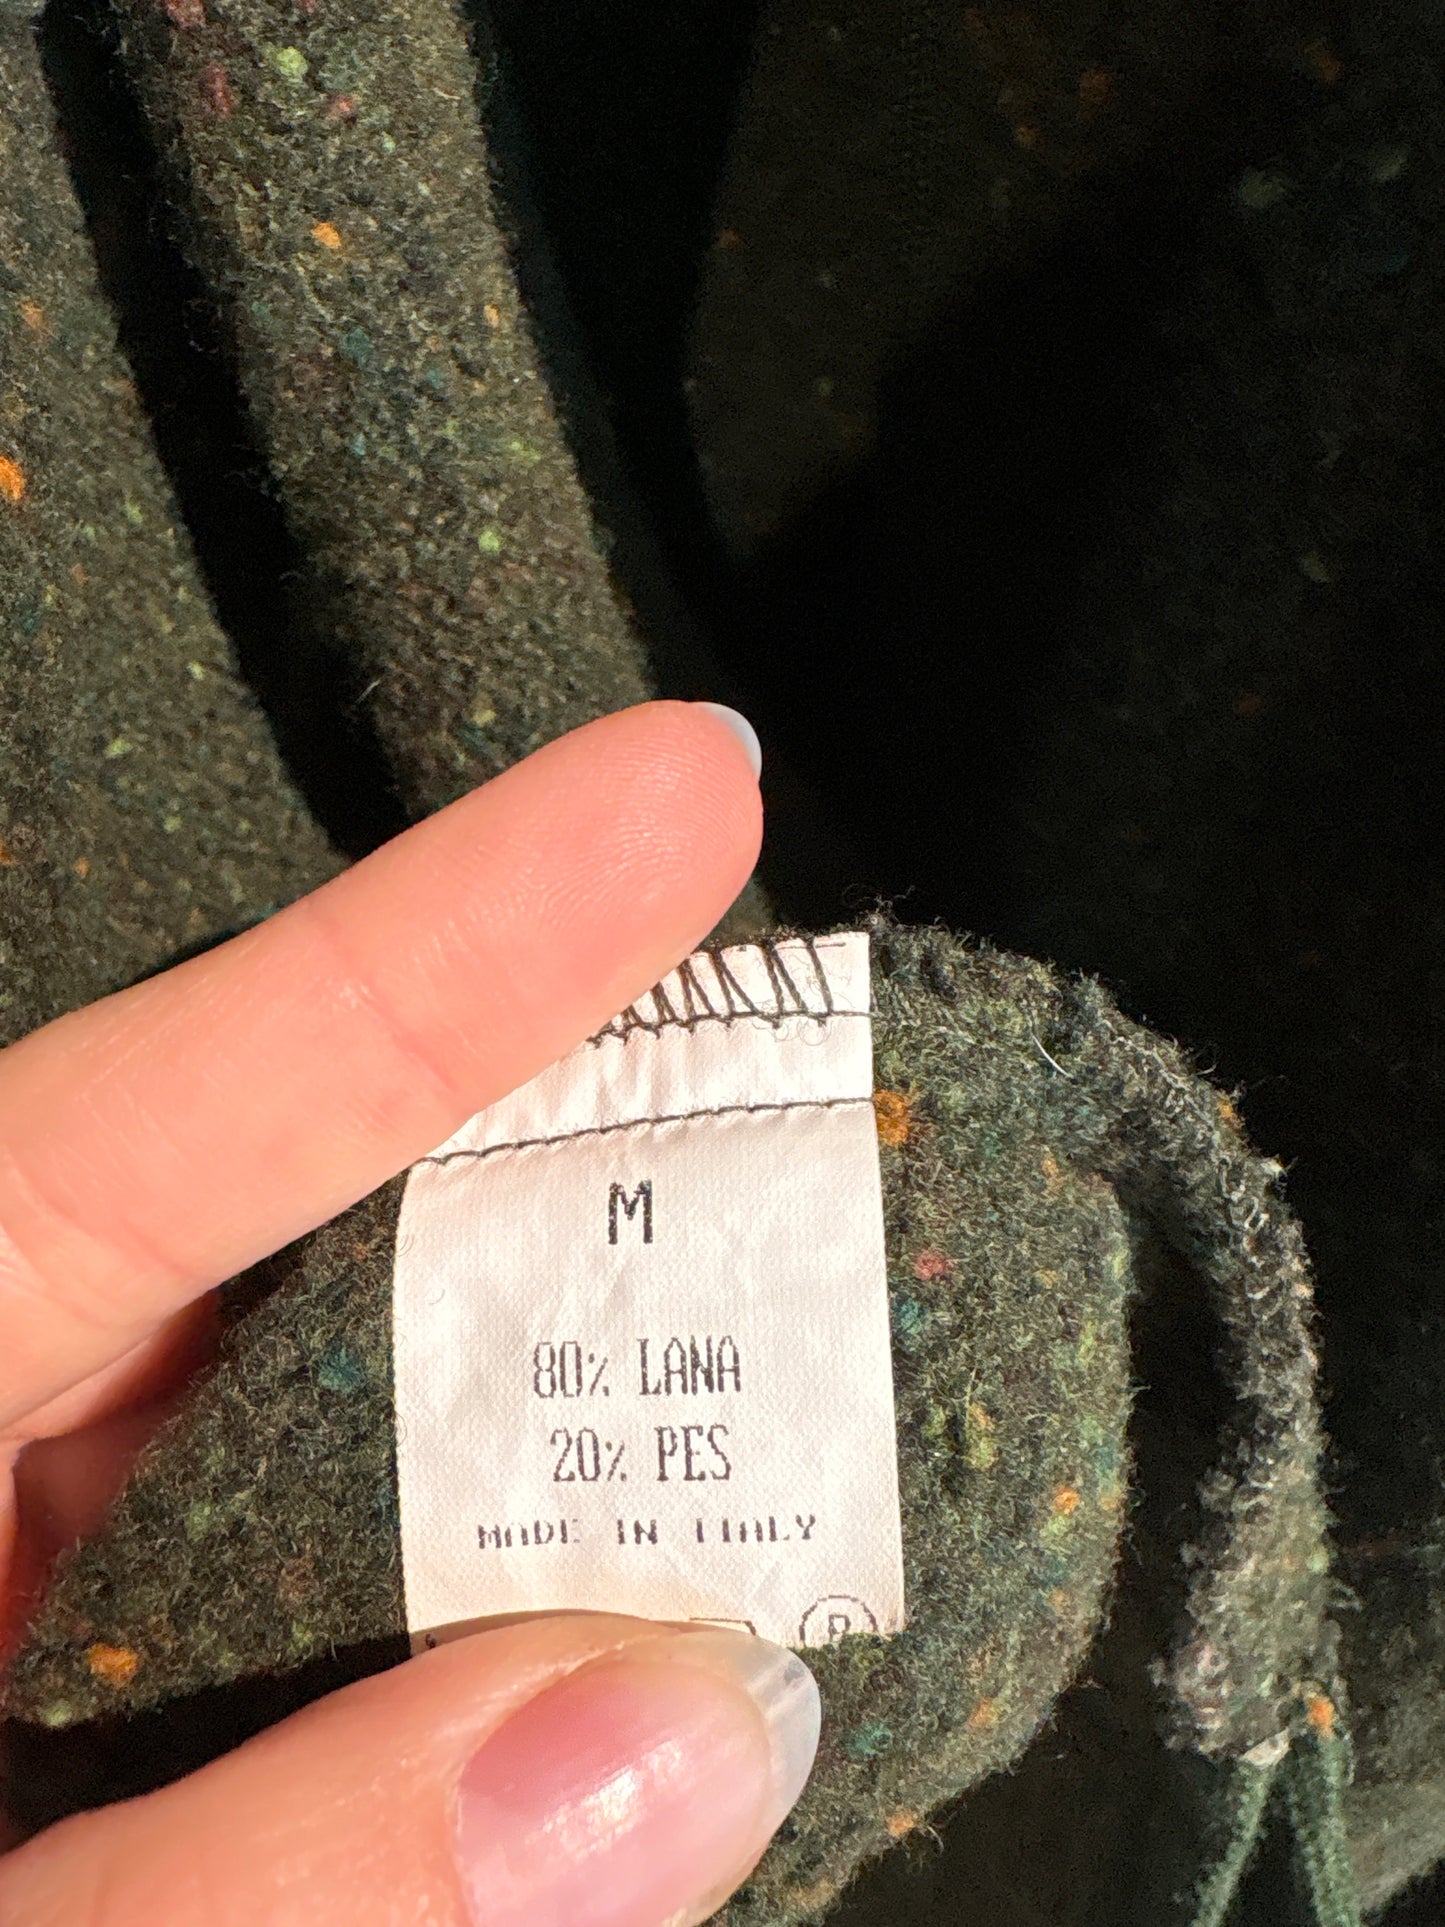 M
80% LANA
20% PES
MADE IN ITALY
P